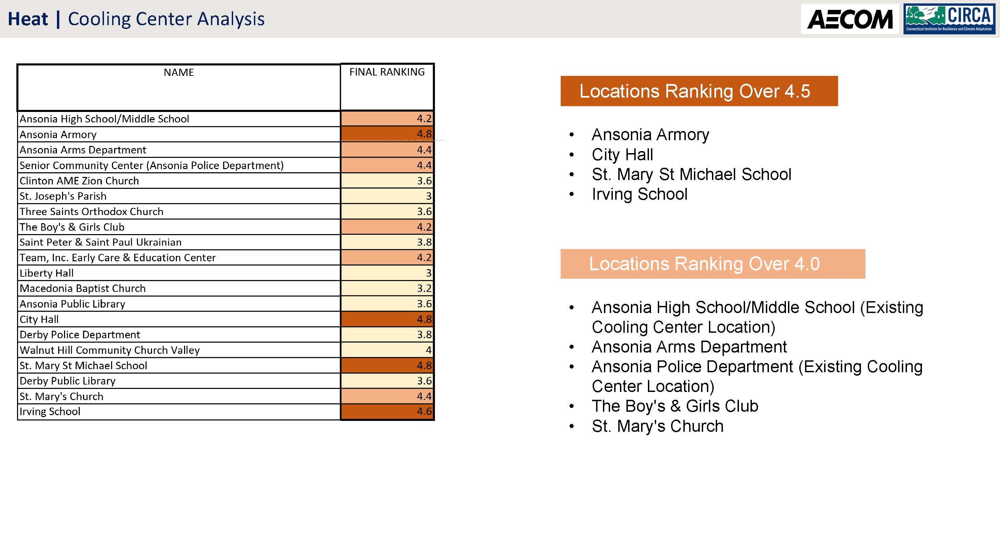 Heat | Cooling Center Analysis
AECOM
CIRCA
Connecticut Institute for Resilience and Climate Adaptation
NAME FINAL RANKING
Ansonia High School/Middle School 4.2
Ansonia Armory 4.8
Ansonia Arms Department 4.4
Senior Community Center (Ansonia Police Department) 4.4
Clinton AME Zion Church 3.6
St. Joseph's Parish 3
Three Saints Orthodox Church 3.6
The Boy's & Girls Club 4.2
Saint Peter & Saint Paul Ukrainian 3.8
Team, Inc. Early Care & Education Center 4.2
Liberty Hall 3
Macedonia Baptist Church 3.2
Ansonia Public Library 3.6
City Hall 4.8
Derby Police Department 3.8
Walnut Hill Community Church Valley 4
St. Mary St Michael School 4.8
Derby Public Library 3.6
St. Mary's Church 4.4
Irving School 4.6
Locations Ranking Over 4.5
• Ansonia Armory
• City Hall
• St. Mary St Michael School
• Irving School
Locations Ranking Over 4.0
• Ansonia High School/Middle School (Existing
Cooling Center Location)
• Ansonia Arms Department
• Ansonia Police Department (Existing Cooling
Center Location)
• The Boy's & Girls Club
• St. Mary's Church